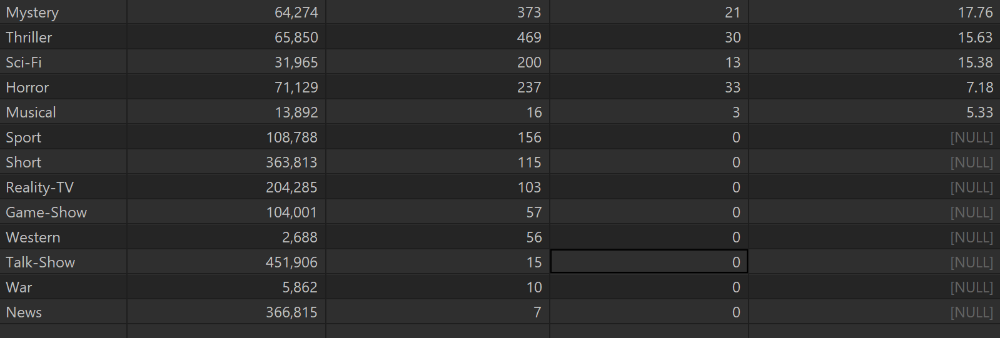 Mystery 64,274 373 21 17.76
Thriller 65,850 469 30 15.63
Sci-Fi 31,965 200 13 15.38
Horror 71,129 237 33 7.18
Musical 13,892 16 3 5.33
Sport 108,788 156 0 [NULL]
Short 363,813 115 0 [NULL]
Reality-TV 204,285 103 0 [NULL]
Game-Show 104,001 57 0 [NULL]
Western 2,688 56 0 [NULL]
Talk-Show 451,906 15 0 [NULL]
War 5,862 10 0 [NULL]
News 366,815 7 0 [NULL]